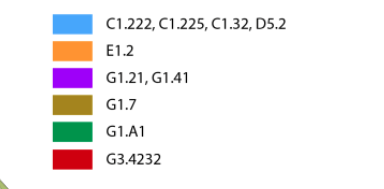 C1.222, C1.225, C1.32, D5.2
E1.2
G1.21, G1.41
G1.7
G1.A1
G3.4232